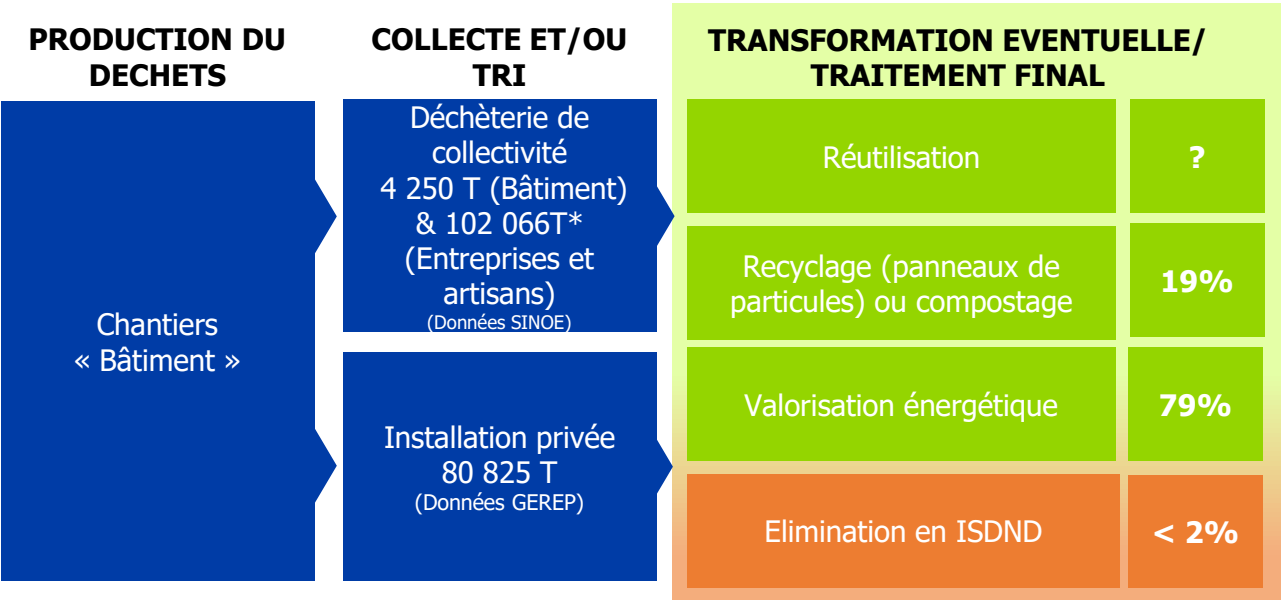 PRODUCTION DU
DECHETS
COLLECTE ET/OU
TRI
TRANSFORMATION EVENTUELLE/
TRAITEMENT FINAL
Chantiers
« Bâtiment »
Déchèterie de
collectivité
4 250 T (Bâtiment)
& 102 066T*
(Entreprises et
artisans)
(Données SINOE)
Installation privée
80 825 T
(Données GEREP)
Réutilisation
?
Recyclage (panneaux de
particules) ou compostage
19%
Valorisation énergétique
79%
Elimination en ISDND
< 2%